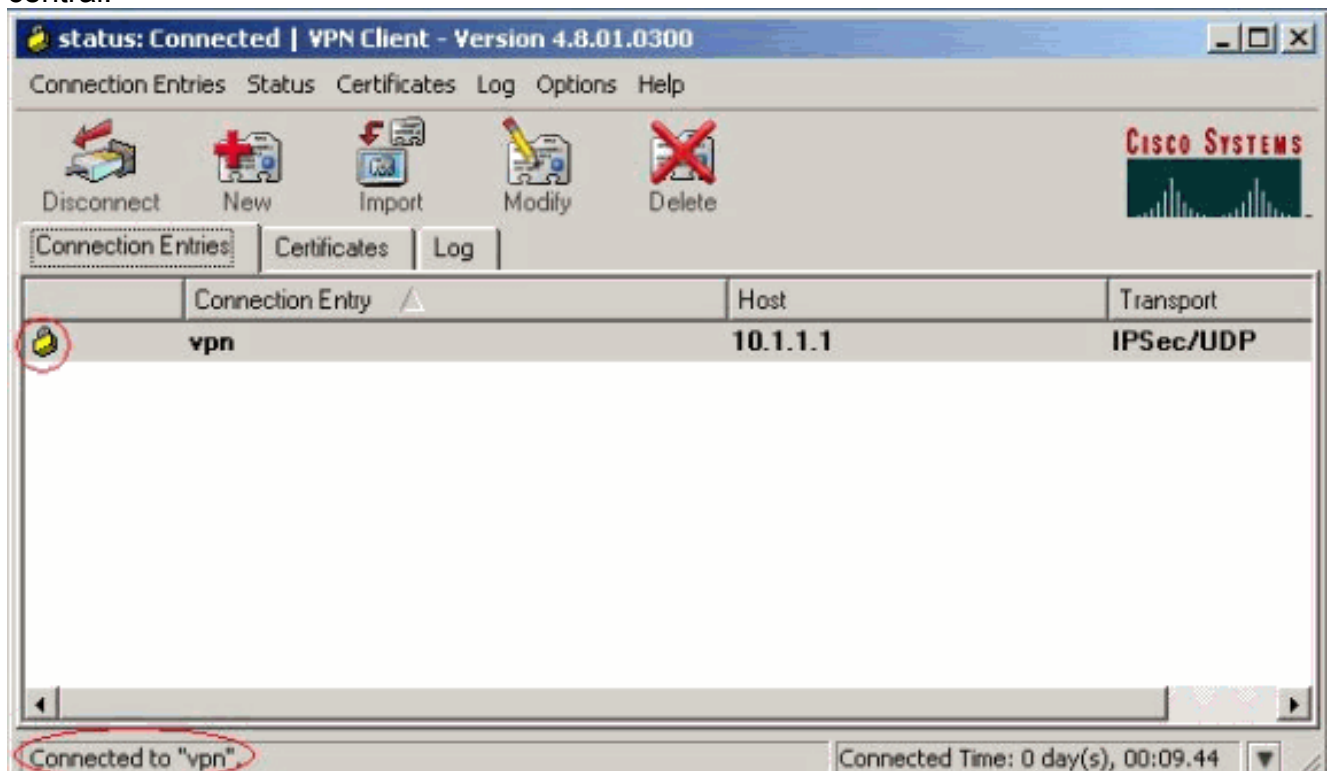 central.
status: Connected | VPN Client - Version 4.8.01.0300
Connection Entries Status Certificates Log Options Help
CISCO SYSTEMS
Disconnect New Import Modify Delete
Connection Entries Certificates Log
Connection Entry Host Transport
vpn 10.1.1.1 IPSec/UDP
Connected to "vpn", Connected Time: 0 day(s), 00:09.44